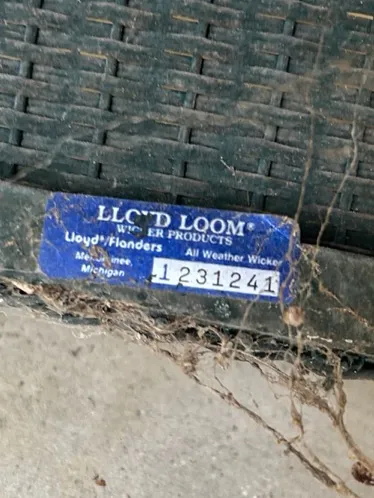 LLOYD LOOM®
WICKER PRODUCTS
Lloyd®/Flanders
All Weather Wicker
Menominee,
Michigan
1231241